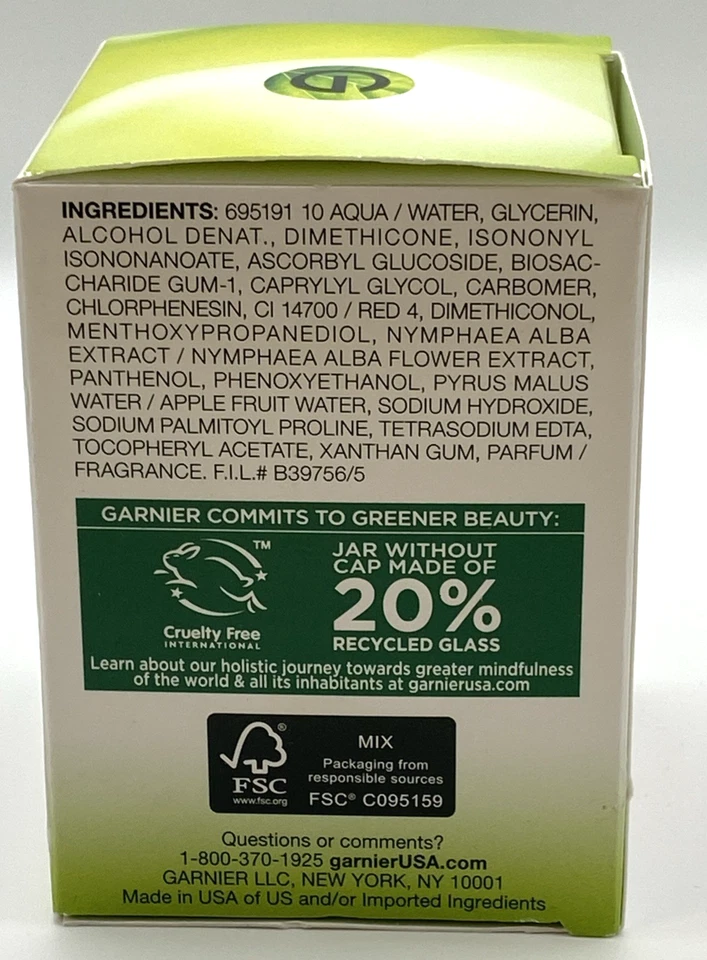 INGREDIENTS: 695191 10 AQUA / WATER, GLYCERIN,
ALCOHOL DENAT., DIMETHICONE, ISONONYL
ISONONANOATE, ASCORBYL GLUCOSIDE, BIOSAC-
CHARIDE GUM-1, CAPRYLYL GLYCOL, CARBOMER,
CHLORPHENESIN, CI 14700 / RED 4, DIMETHICONOL,
MENTHOXYPROPANEDIOL, NYMPHAEA ALBA
EXTRACT / NYMPHAEA ALBA FLOWER EXTRACT,
PANTHENOL, PHENOXYETHANOL, PYRUS MALUS
WATER / APPLE FRUIT WATER, SODIUM HYDROXIDE,
SODIUM PALMITOYL PROLINE, TETRASODIUM EDTA,
TOCOPHERYL ACETATE, XANTHAN GUM, PARFUM /
FRAGRANCE. F.I.L.# B39756/5
GARNIER COMMITS TO GREENER BEAUTY:
TM
Cruelty Free
INTERNATIONAL
JAR WITHOUT
CAP MADE OF
20%
RECYCLED GLASS
Learn about our holistic journey towards greater mindfulness
of the world & all its inhabitants at garnierusa.com
®
FSC
www.fsc.org
MIX
Packaging from
responsible sources
FSC® C095159
Questions or comments?
1-800-370-1925 garnierUSA.com
GARNIER LLC, NEW YORK, NY 10001
Made in USA of US and/or Imported Ingredients